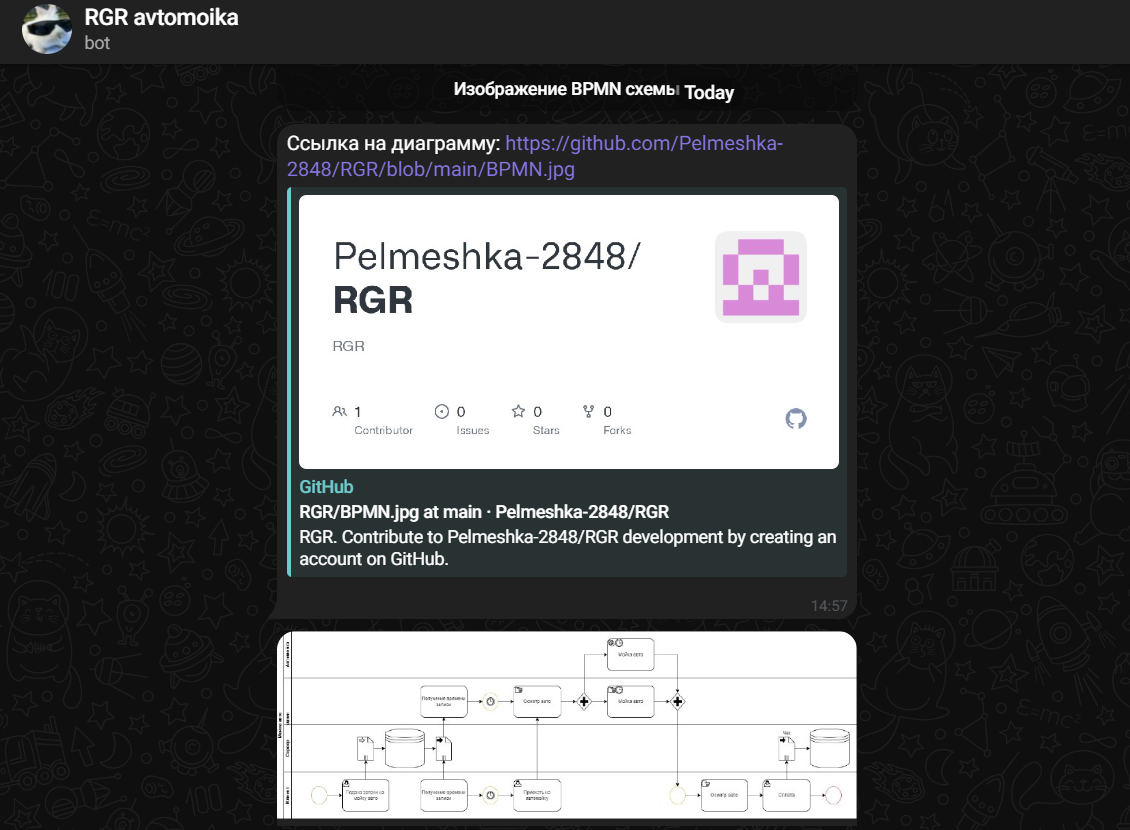 RGR avtomoika
bot
Изображение BPMN схемы
Today
Ссылка на диаграмму: https://github.com/Pelmeshka-
2848/RGR/blob/main/BPMN.jpg
Pelmeshka-2848/
RGR
RGR
1
Contributor
0
Issues
0
Stars
0
Forks
GitHub
RGR/BPMN.jpg at main · Pelmeshka-2848/RGR
RGR. Contribute to Pelmeshka-2848/RGR development by creating an
account on GitHub.
14:57
Мойка авто
Получение времени
записи
Осмотр авто
Мойка авто
Сервер
Чек
Клиент
Подача заявки на
мойку авто
Получение времени
записи
Приехать на
автомойку
Осмотр авто
Оплата